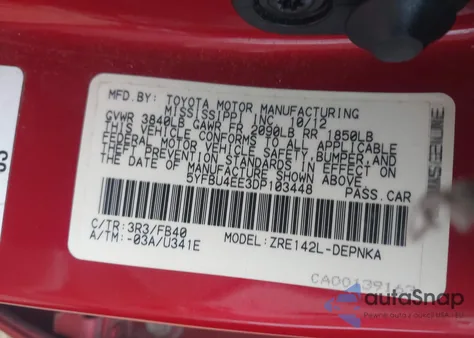 MFD. BY: TOYOTA MOTOR MANUFACTURING
MISSISSIPPI INC. 10/12
GVWR 3840LB GAWR FR 2090LB RR 1850LB
THIS VEHICLE CONFORMS TO ALL APPLICABLE
FEDERAL MOTOR VEHICLE SAFETY, BUMPER, AND
THEFT PREVENTION STANDARDS IN EFFECT ON
THE DATE OF MANUFACTURE SHOWN ABOVE.
5YFBU4EE3DP103448 PASS.CAR
C/TR: 3R3/FB40
A/TM: -03A/U341E
MODEL: ZRE142L-DEPNKA
autoSnap